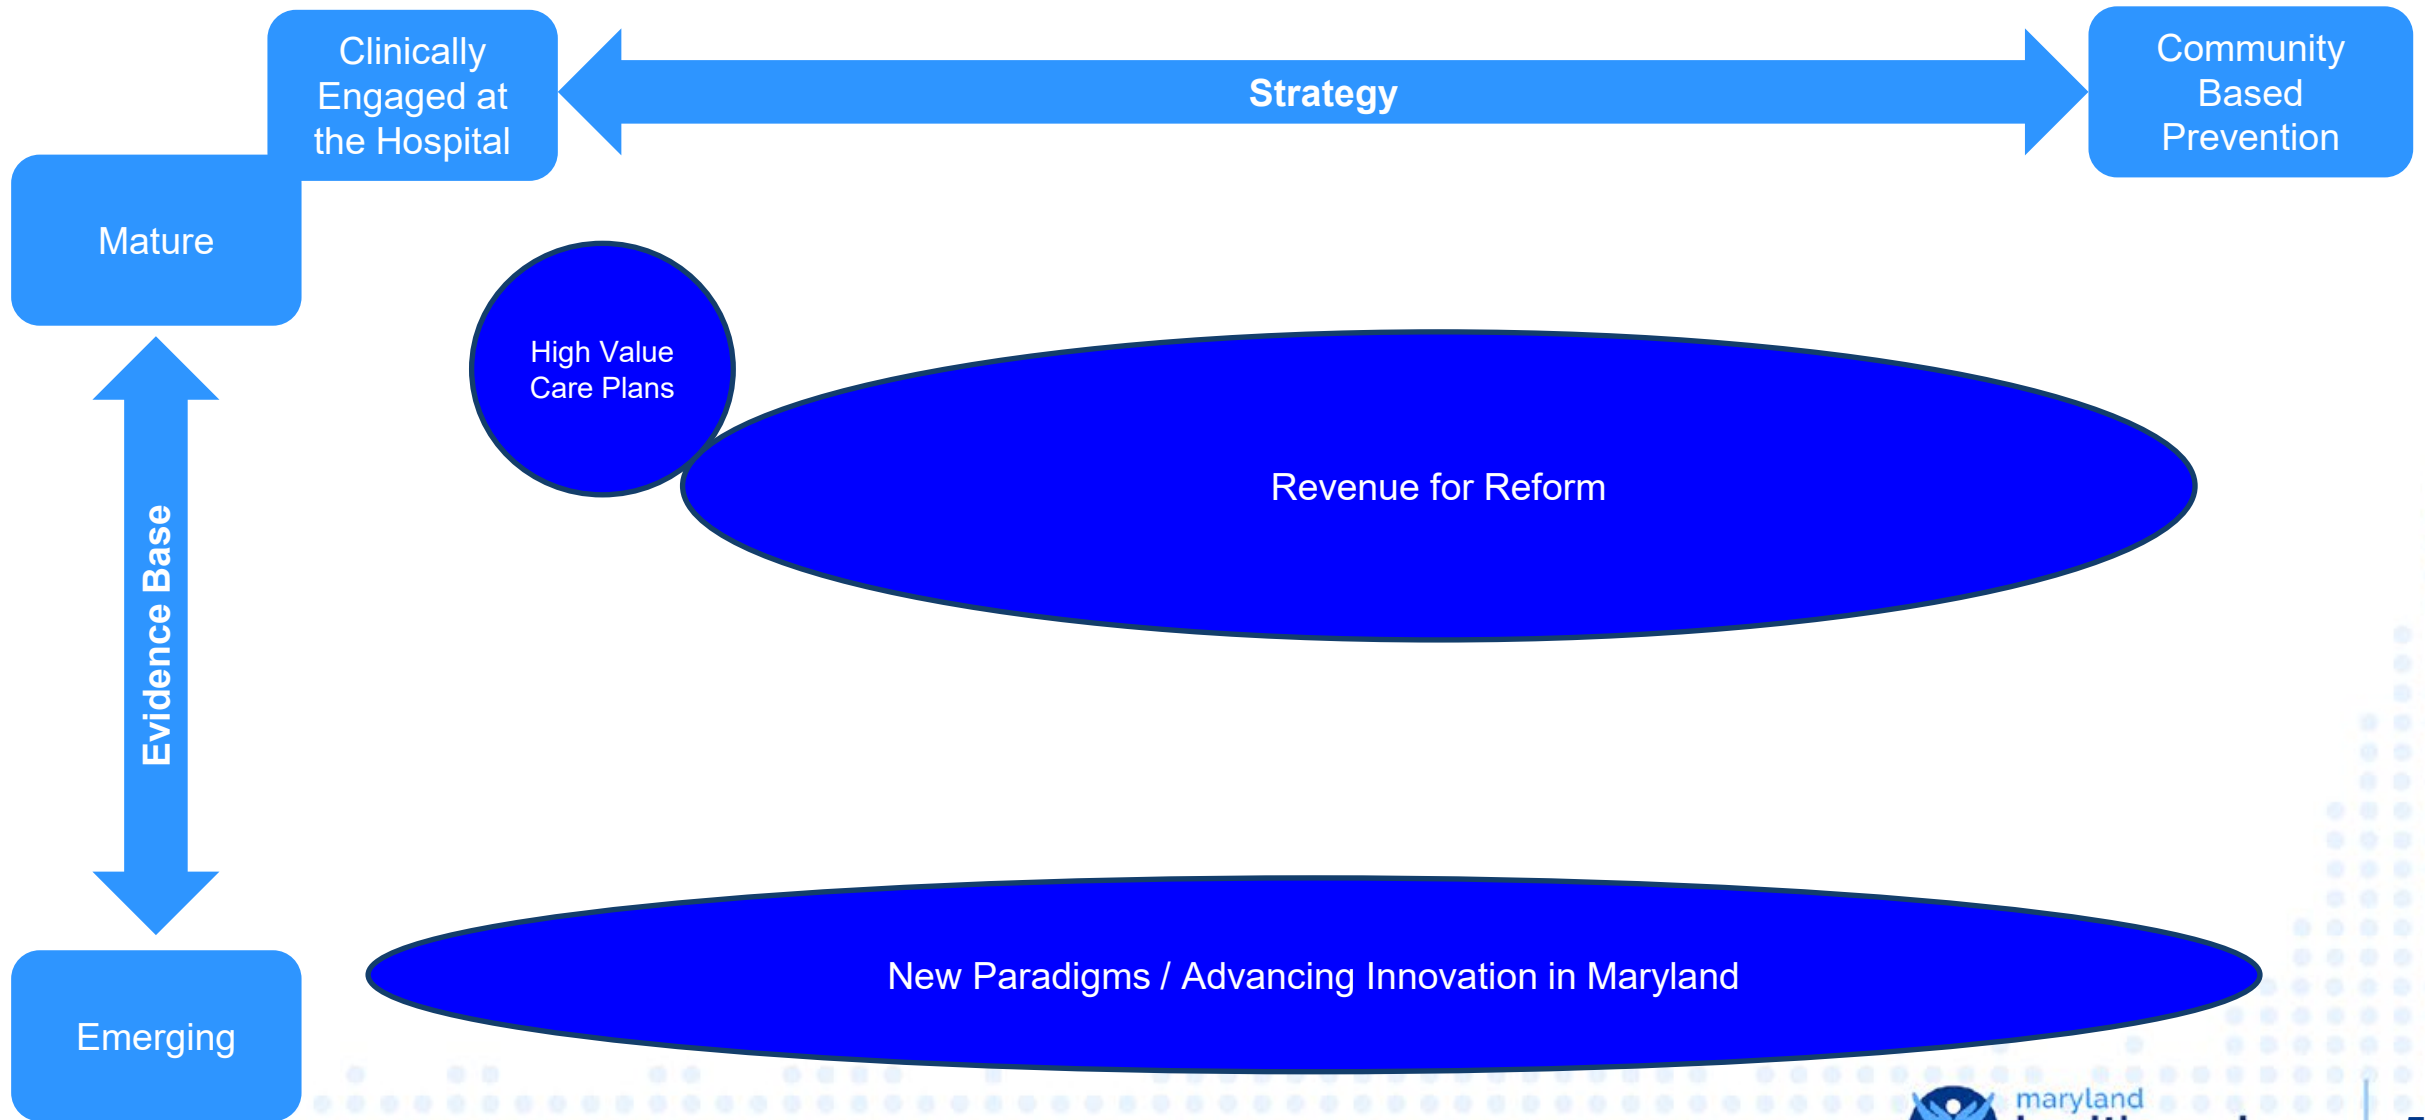 Clinically
Engaged at
the Hospital
Strategy
Community
Based
Prevention
Mature
High Value
Care Plans
Revenue for Reform
Evidence Base
New Paradigms / Advancing Innovation in Maryland
Emerging
maryland